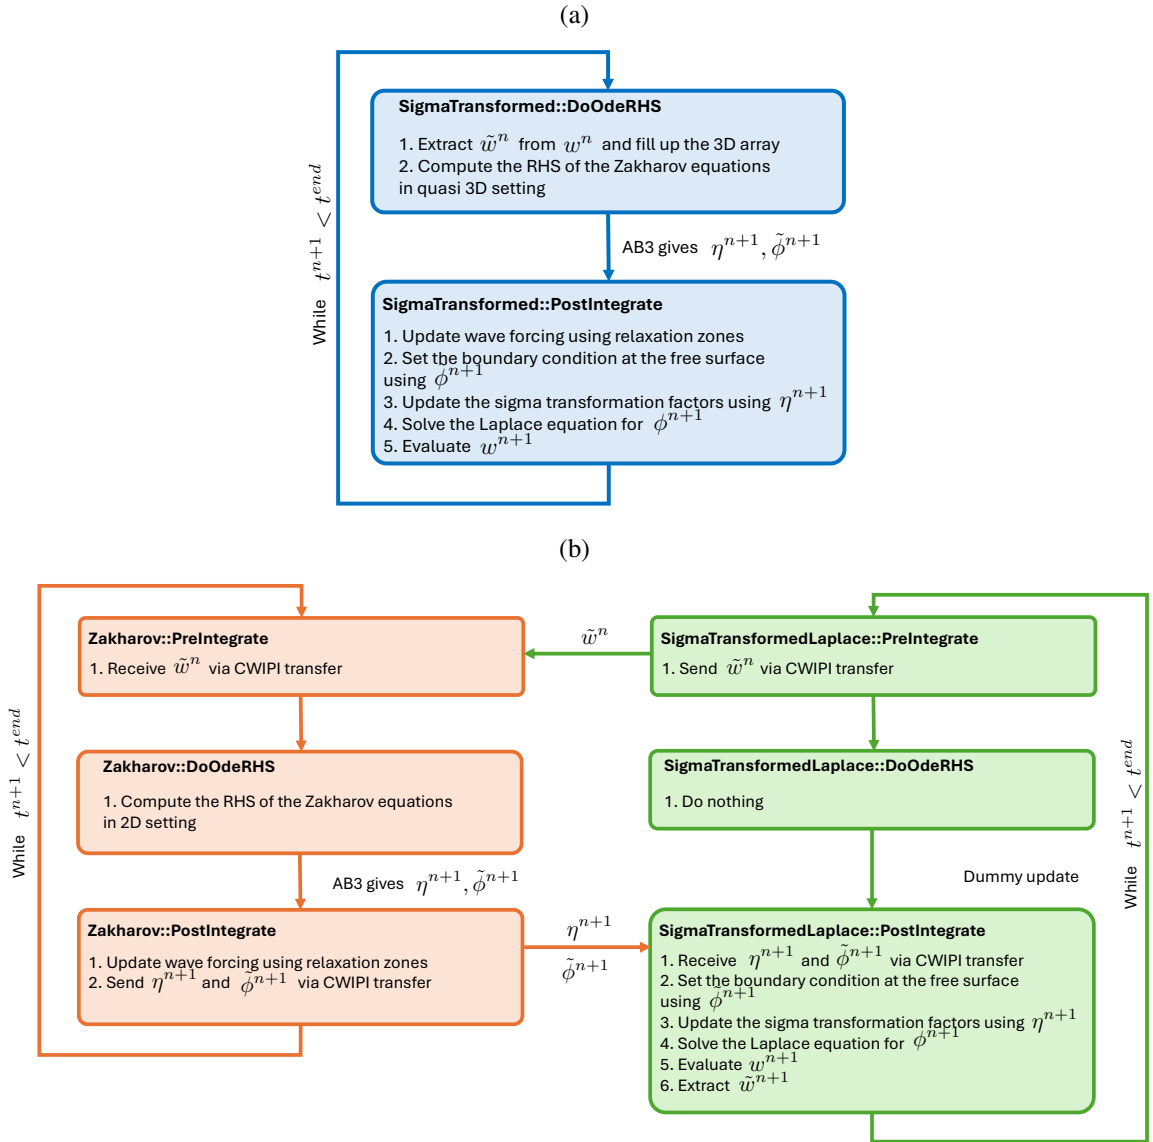 (a)
SigmaTransformed::DoOdeRHS
1. Extract w̃ⁿ from wⁿ and fill up the 3D array
2. Compute the RHS of the Zakharov equations
in quasi 3D setting
While tⁿ⁺¹ < tᵉⁿᵈ
AB3 gives ηⁿ⁺¹, ϕ̃ⁿ⁺¹
SigmaTransformed::PostIntegrate
1. Update wave forcing using relaxation zones
2. Set the boundary condition at the free surface
using ϕ̃ⁿ⁺¹
3. Update the sigma transformation factors using ηⁿ⁺¹
4. Solve the Laplace equation for ϕⁿ⁺¹
5. Evaluate wⁿ⁺¹
(b)
Zakharov::PreIntegrate
1. Receive w̃ⁿ via CWIPI transfer
w̃ⁿ
SigmaTransformedLaplace::PreIntegrate
1. Send w̃ⁿ via CWIPI transfer
While tⁿ⁺¹ < tᵉⁿᵈ
Zakharov::DoOdeRHS
1. Compute the RHS of the Zakharov equations
in 2D setting
SigmaTransformedLaplace::DoOdeRHS
1. Do nothing
While tⁿ⁺¹ < tᵉⁿᵈ
AB3 gives ηⁿ⁺¹, ϕ̃ⁿ⁺¹
Dummy update
Zakharov::PostIntegrate
1. Update wave forcing using relaxation zones
2. Send ηⁿ⁺¹ and ϕ̃ⁿ⁺¹ via CWIPI transfer
ηⁿ⁺¹
ϕ̃ⁿ⁺¹
SigmaTransformedLaplace::PostIntegrate
1. Receive ηⁿ⁺¹ and ϕ̃ⁿ⁺¹ via CWIPI transfer
2. Set the boundary condition at the free surface
using ϕ̃ⁿ⁺¹
3. Update the sigma transformation factors using ηⁿ⁺¹
4. Solve the Laplace equation for ϕⁿ⁺¹
5. Evaluate wⁿ⁺¹
6. Extract w̃ⁿ⁺¹